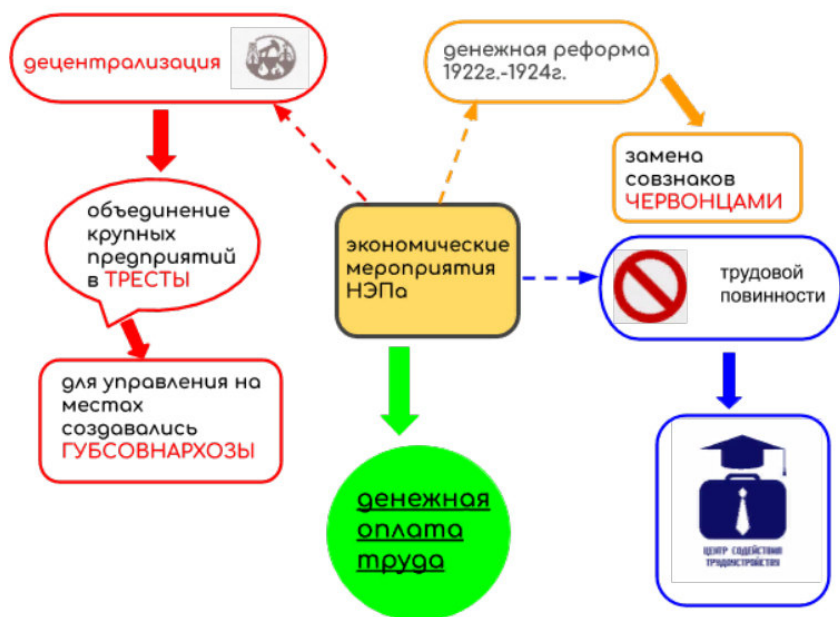 децентрализация
денежная реформа
1922г.-1924г.
замена
совзнаков
ЧЕРВОНЦАМИ
объединение
крупных
предприятий
в ТРЕСТЫ
экономические
мероприятия
НЭПа
трудовой
повинности
для управления на
местах
создавались
ГУБСОВНАРХОЗЫ
денежная
оплата
труда
ЦЕНТР СОДЕЙСТВИЯ
ТРУДОУСТРОЙСТВУ